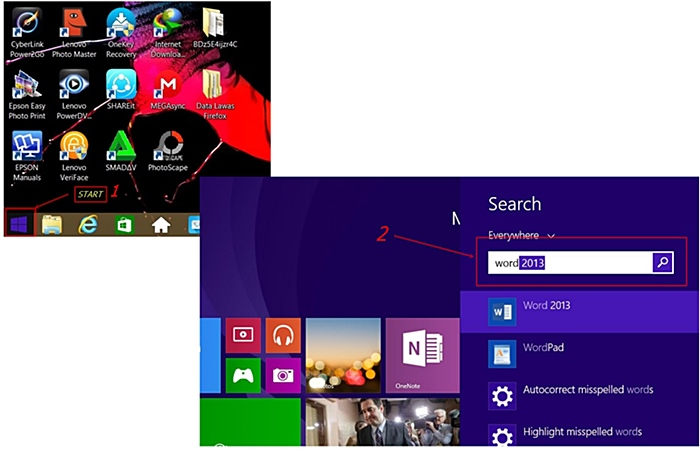 CyberLink
Power2Go
Lenovo
Photo Master
OneKey
Recovery
Internet
Downloa...
BDz5E4ijzr4C
Epson Easy
Photo Print
Lenovo
PowerDV...
SHAREit
MEGAsync
Data Lawas
Firefox
EPSON
Manuals
Lenovo
VeriFace
SMADΔV
PhotoScape
START 1
Search
Everywhere
2
word 2013
Word 2013
WordPad
OneNote
Autocorrect misspelled words
Highlight misspelled words